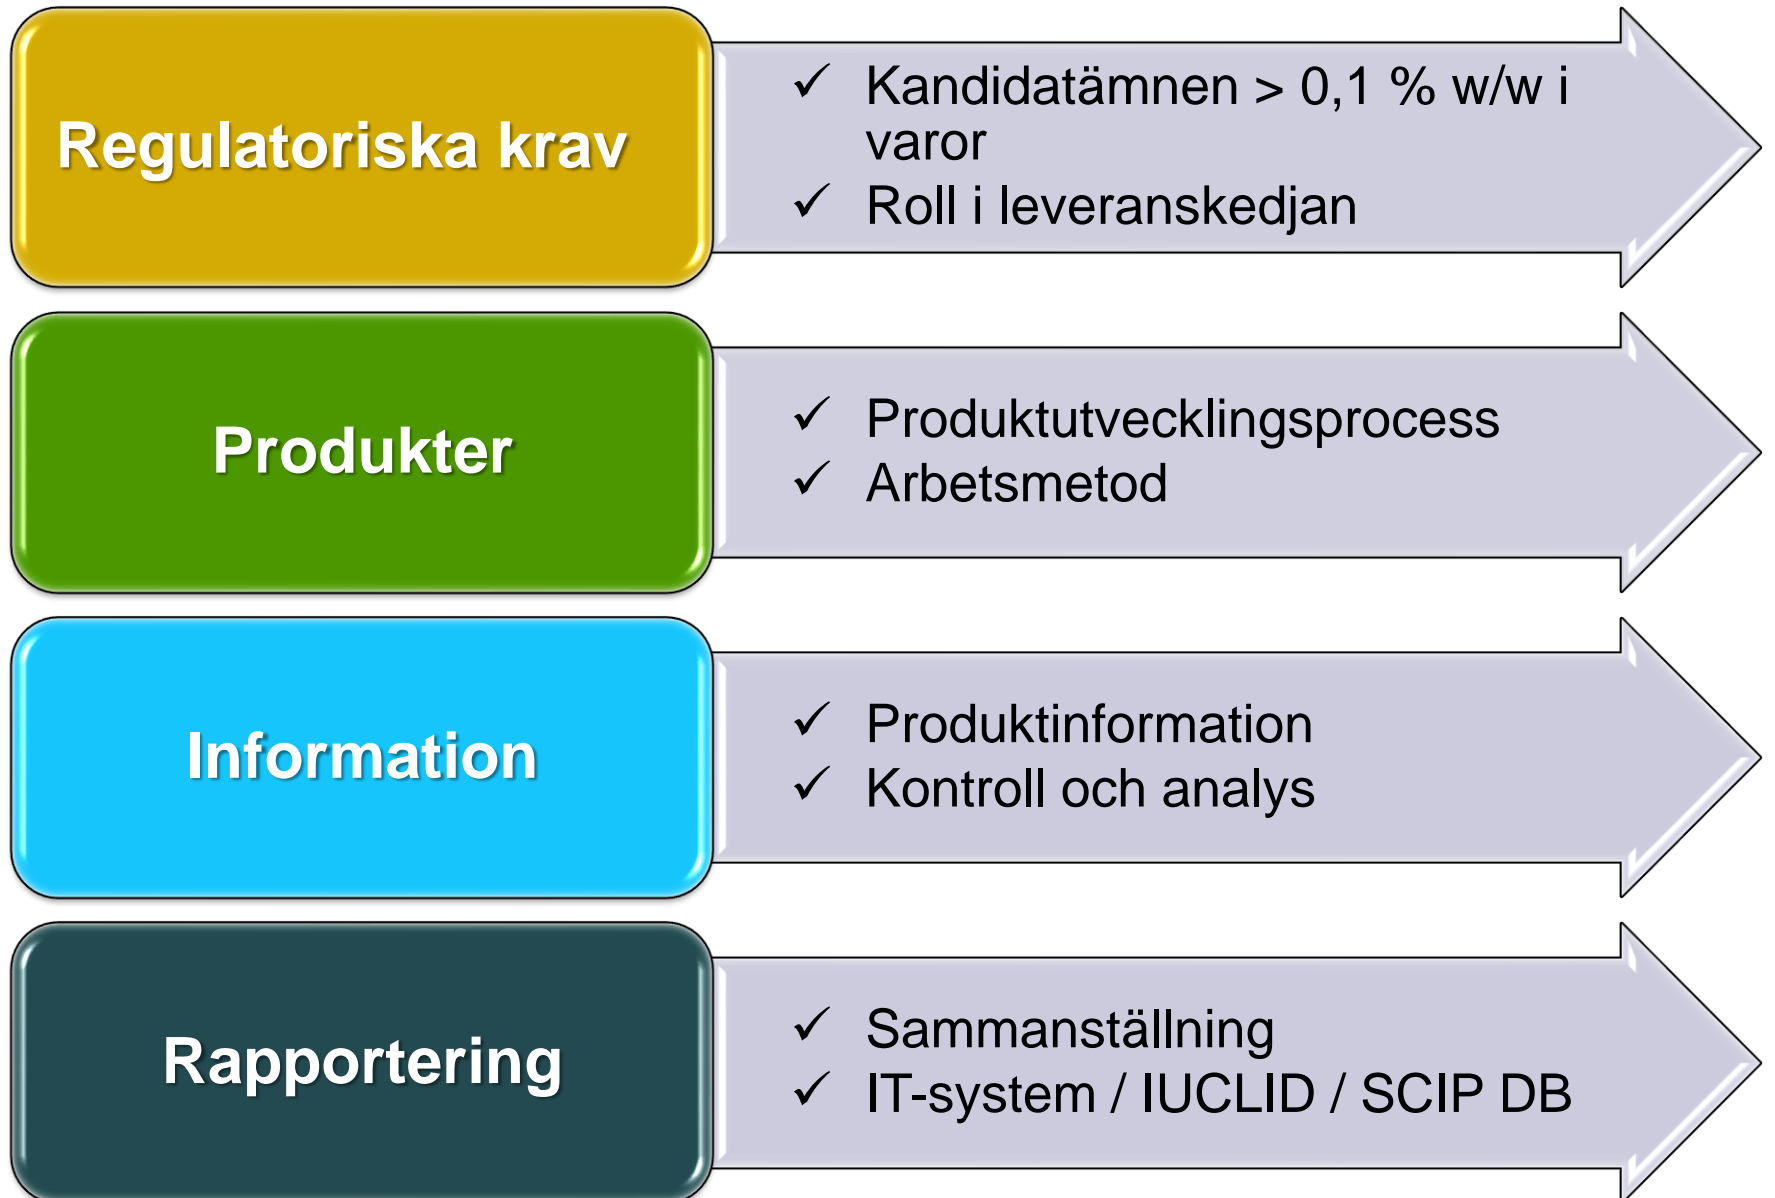 Regulatoriska krav
✓ Kandidatämnen > 0,1 % w/w i
varor
✓ Roll i leveranskedjan
Produkter
✓ Produktutvecklingsprocess
✓ Arbetsmetod
Information
✓ Produktinformation
✓ Kontroll och analys
Rapportering
✓ Sammanställning
✓ IT-system / IUCLID / SCIP DB